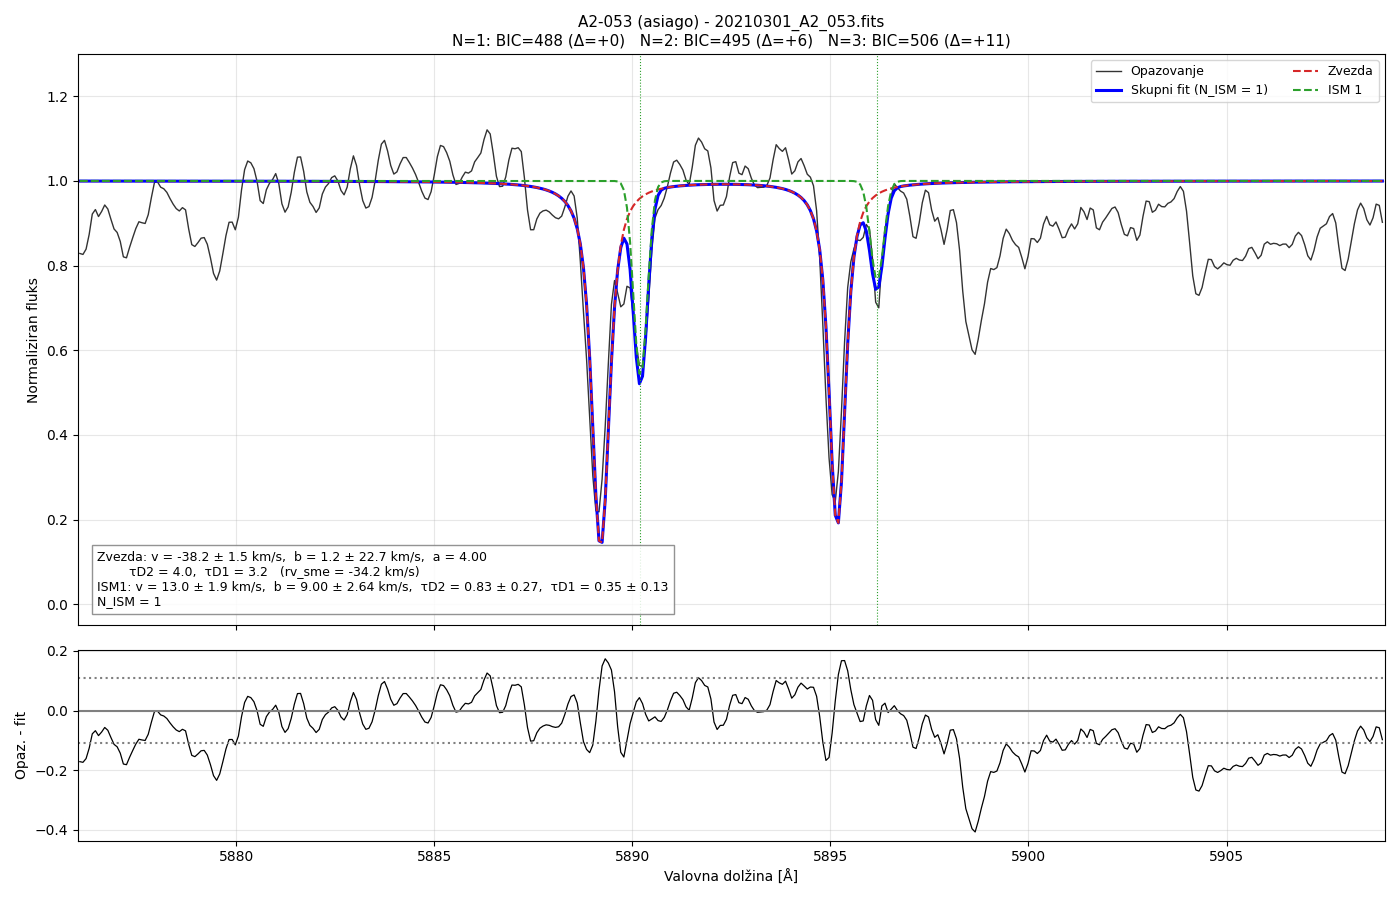 A2-053 (asiago) - 20210301_A2_053.fits
N=1: BIC=488 (Δ=+0)   N=2: BIC=495 (Δ=+6)   N=3: BIC=506 (Δ=+11)
Opazovanje
Skupni fit (N_ISM = 1)
Zvezda
ISM 1
Normaliziran fluks
1.2
1.0
0.8
0.6
0.4
0.2
0.0
Zvezda: v = -38.2 ± 1.5 km/s,  b = 1.2 ± 22.7 km/s,  a = 4.00
τD2 = 4.0,  τD1 = 3.2   (rv_sme = -34.2 km/s)
ISM1: v = 13.0 ± 1.9 km/s,  b = 9.00 ± 2.64 km/s,  τD2 = 0.83 ± 0.27,  τD1 = 0.35 ± 0.13
N_ISM = 1
Opaz. - fit
0.2
0.0
−0.2
−0.4
5880
5885
5890
5895
5900
5905
Valovna dolžina [Å]